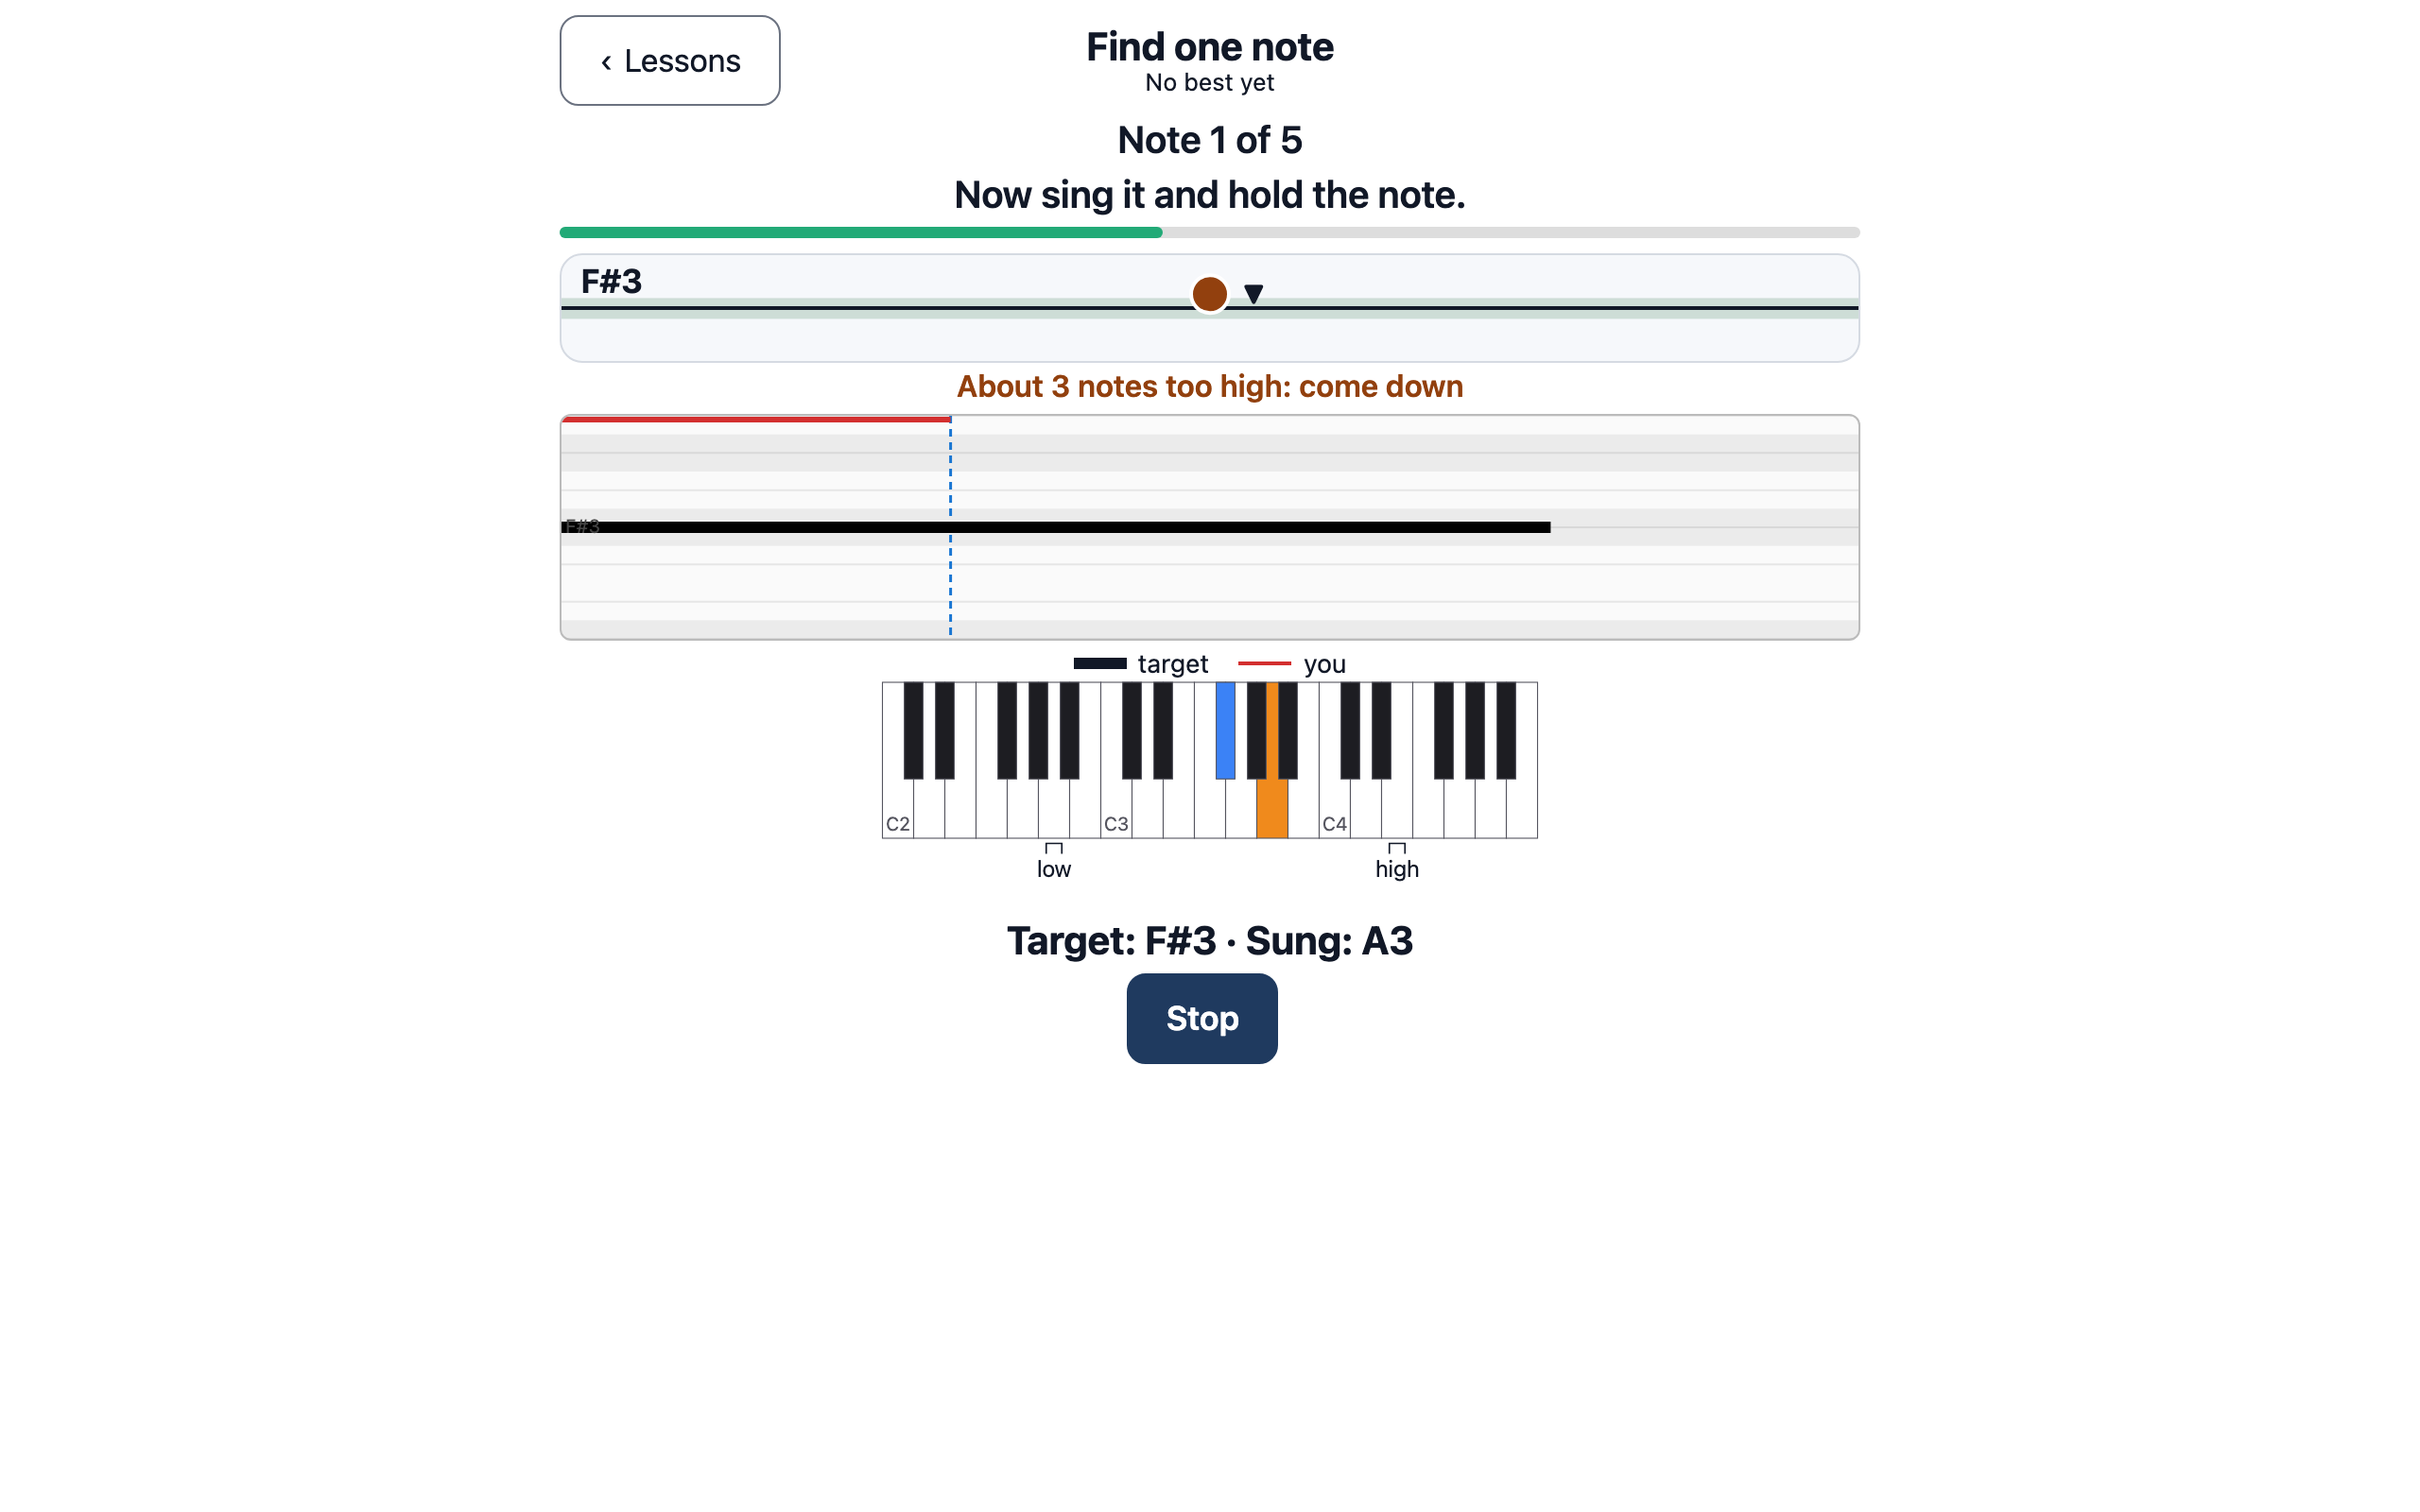 ‹ Lessons
Find one note
No best yet
Note 1 of 5
Now sing it and hold the note.
F#3
About 3 notes too high: come down
F#3
target you
C2 C3 C4
low high
Target: F#3 · Sung: A3
Stop